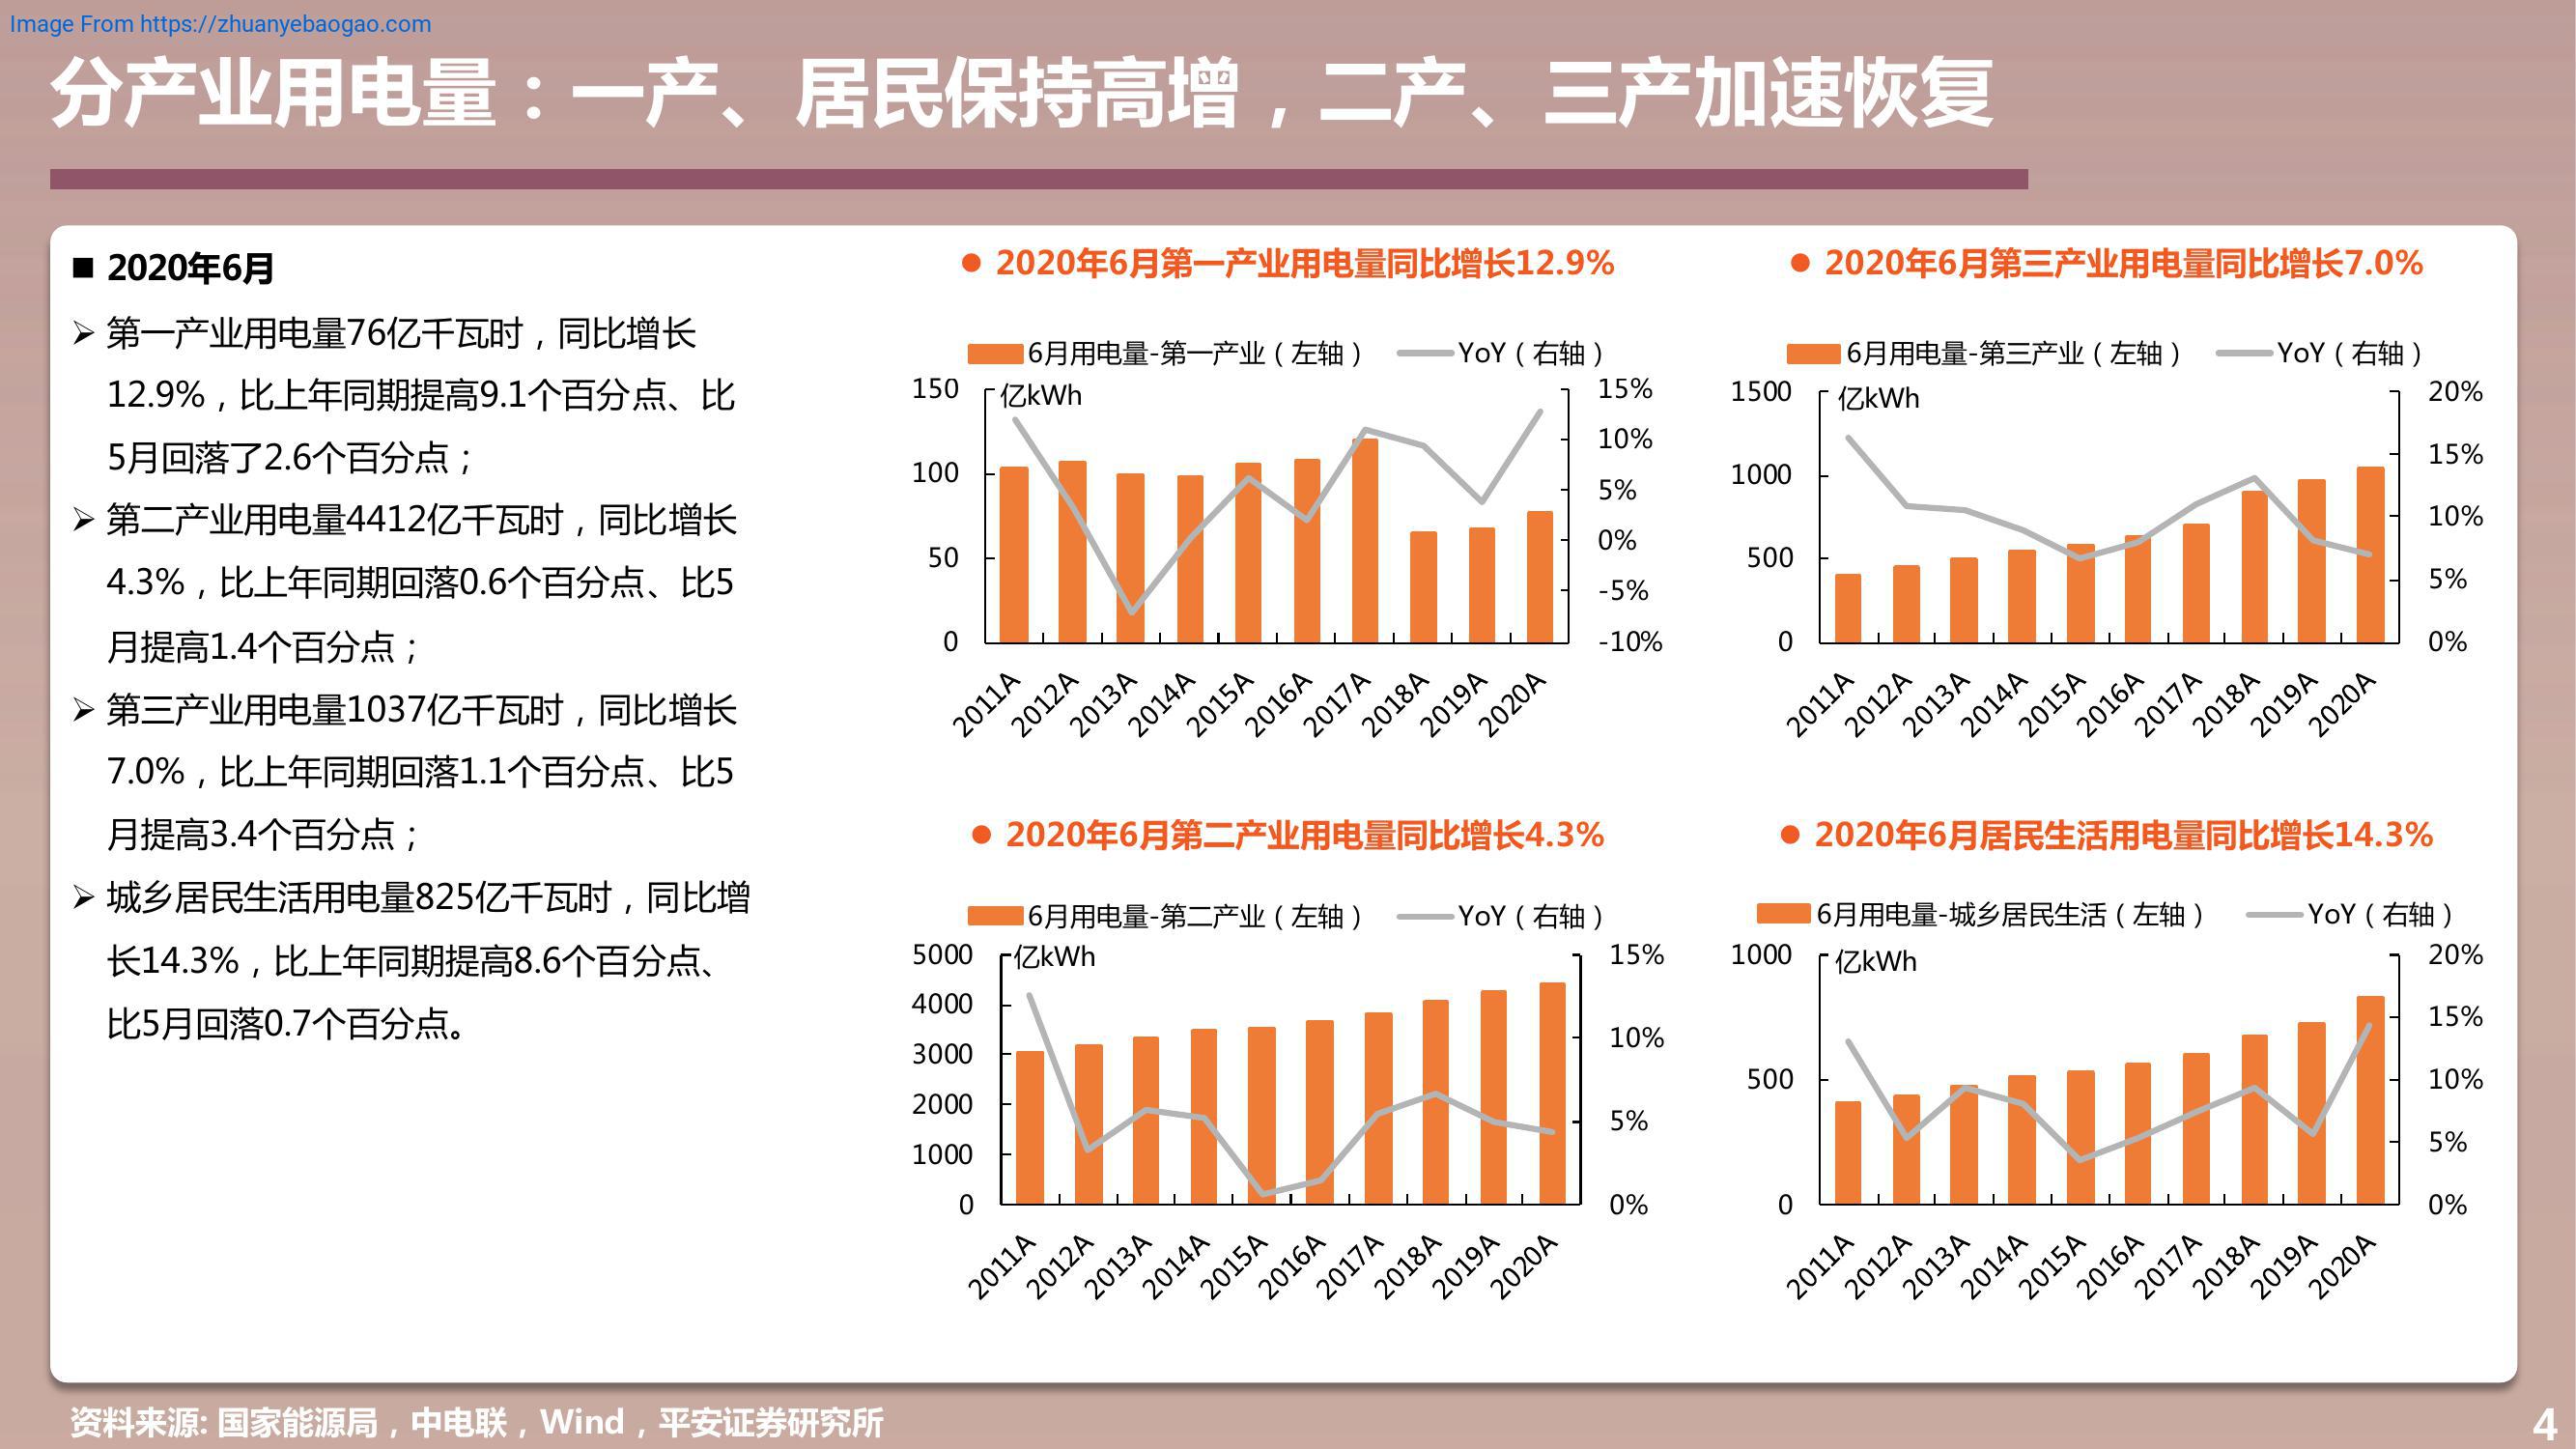 Image From https://zhuanyebaogao.com
分产业用电量：一产、居民保持高增，二产、三产加速恢复
■ 2020年6月
➢ 第一产业用电量76亿千瓦时，同比增长
12.9%，比上年同期提高9.1个百分点、比
5月回落了2.6个百分点；
➢ 第二产业用电量4412亿千瓦时，同比增长
4.3%，比上年同期回落0.6个百分点、比5
月提高1.4个百分点；
➢ 第三产业用电量1037亿千瓦时，同比增长
7.0%，比上年同期回落1.1个百分点、比5
月提高3.4个百分点；
➢ 城乡居民生活用电量825亿千瓦时，同比增
长14.3%，比上年同期提高8.6个百分点、
比5月回落0.7个百分点。
● 2020年6月第一产业用电量同比增长12.9%
6月用电量-第一产业（左轴） YoY（右轴）
亿kWh
150
100
50
0
15%
10%
5%
0%
-5%
-10%
2011A 2012A 2013A 2014A 2015A 2016A 2017A 2018A 2019A 2020A
● 2020年6月第三产业用电量同比增长7.0%
6月用电量-第三产业（左轴） YoY（右轴）
亿kWh
1500
1000
500
0
20%
15%
10%
5%
0%
2011A 2012A 2013A 2014A 2015A 2016A 2017A 2018A 2019A 2020A
● 2020年6月第二产业用电量同比增长4.3%
6月用电量-第二产业（左轴） YoY（右轴）
亿kWh
5000
4000
3000
2000
1000
0
15%
10%
5%
0%
2011A 2012A 2013A 2014A 2015A 2016A 2017A 2018A 2019A 2020A
● 2020年6月居民生活用电量同比增长14.3%
6月用电量-城乡居民生活（左轴） YoY（右轴）
亿kWh
1000
500
0
20%
15%
10%
5%
0%
2011A 2012A 2013A 2014A 2015A 2016A 2017A 2018A 2019A 2020A
资料来源: 国家能源局，中电联，Wind，平安证券研究所
4